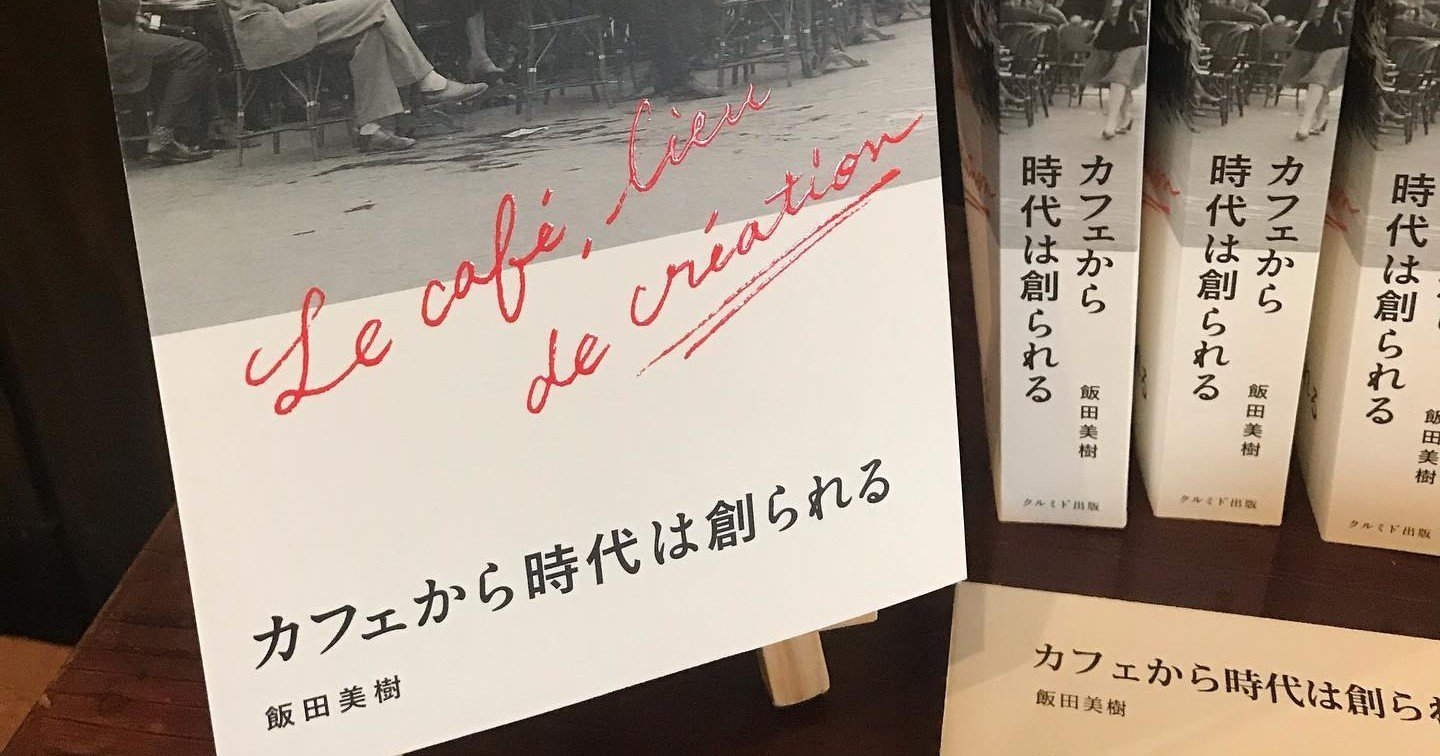 Le café, lieu
de création
カフェから時代は創られる
飯田美樹
カフェから
時代は創られる
飯田美樹
クルミド出版
カフェから
時代は創られる
飯田美樹
クルミド出版
時代は創られる
飯田美樹
クルミド出版
カフェから時代は創られ
飯田美樹